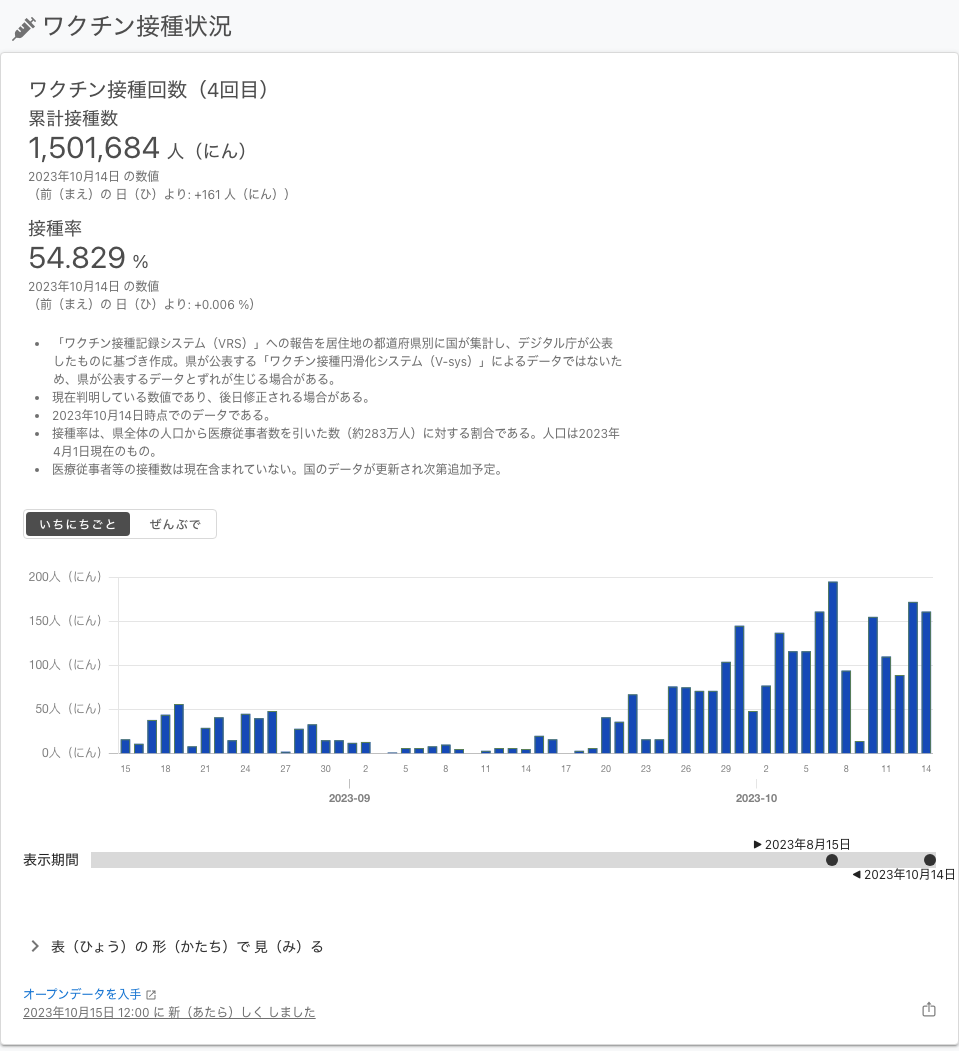 ワクチン接種状況
ワクチン接種回数（4回目）
累計接種数
1,501,684 人（にん）
2023年10月14日 の数値
（前（まえ）の 日（ひ）より: +161 人（にん））
接種率
54.829 %
2023年10月14日 の数値
（前（まえ）の 日（ひ）より: +0.006 %）
• 「ワクチン接種記録システム（VRS）」への報告を居住地の都道府県別に国が集計し、デジタル庁が公表
したものに基づき作成。県が公表する「ワクチン接種円滑化システム（V-sys）」によるデータではないた
め、県が公表するデータとずれが生じる場合がある。
• 現在判明している数値であり、後日修正される場合がある。
• 2023年10月14日時点でのデータである。
• 接種率は、県全体の人口から医療従事者数を引いた数（約283万人）に対する割合である。人口は2023年
4月1日現在のもの。
• 医療従事者等の接種数は現在含まれていない。国のデータが更新され次第追加予定。
いちにちごと ぜんぶで
200人（にん）
150人（にん）
100人（にん）
50人（にん）
0人（にん）
15 18 21 24 27 30 2 5 8 11 14 17 20 23 26 29 2 5 8 11 14
2023-09 2023-10
▶ 2023年8月15日
表示期間
◀ 2023年10月14日
表（ひょう）の 形（かたち）で 見（み）る
オープンデータを入手
2023年10月15日 12:00 に 新（あたら）しく しました